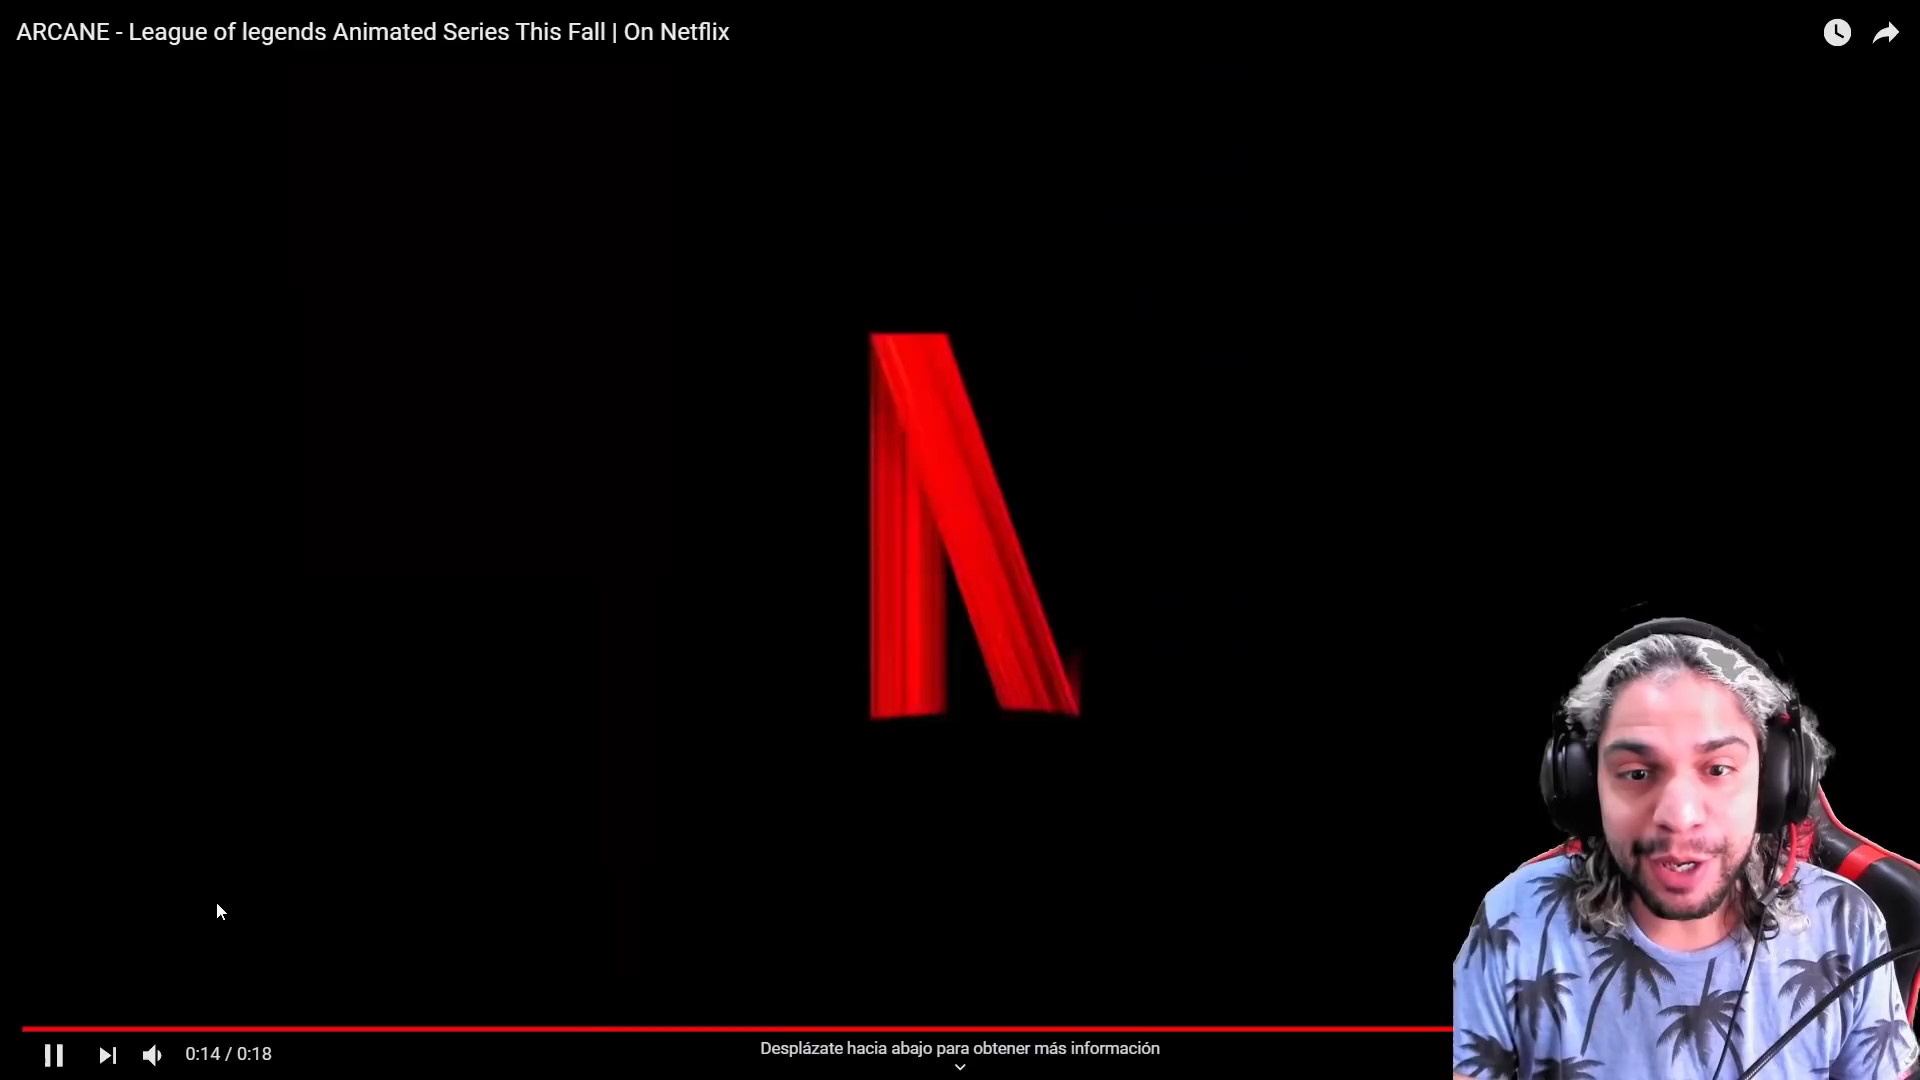 ARCANE - League of legends Animated Series This Fall | On Netflix
0:14 / 0:18
Desplázate hacia abajo para obtener más información